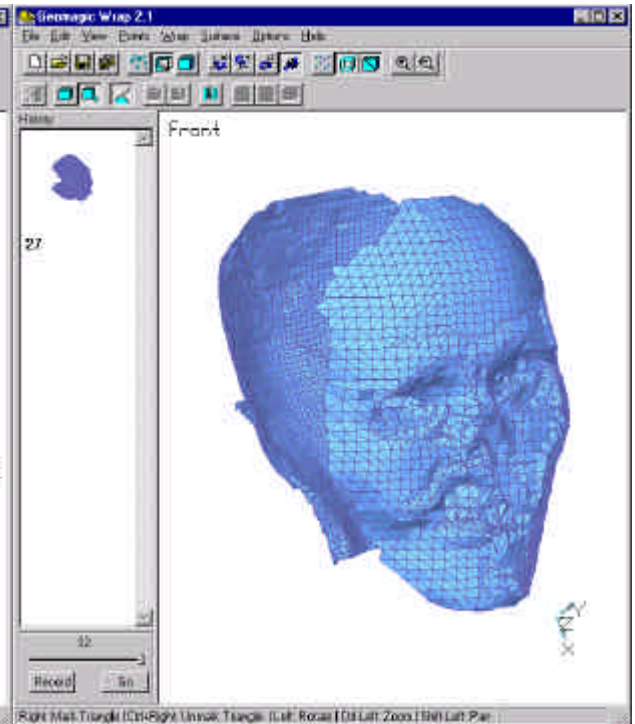 Geomagic Wrap 2.1
File Edit View Points Wrap Surface Options Help
History
Front
27
Y
Z
X
Record
Go
Right: Mark Triangle | Ctrl+Right: Unmark Triangle | Left: Rotate | Ctrl Left: Zoom | Shift Left: Pan